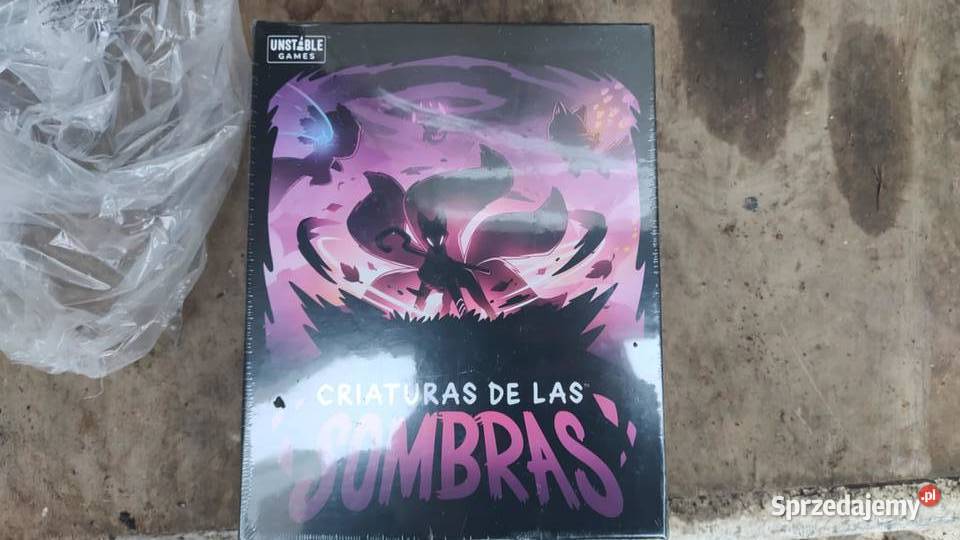 UNSTABLE
GAMES
CRIATURAS DE LAS™
SOMBRAS
Sprzedajemy.pl